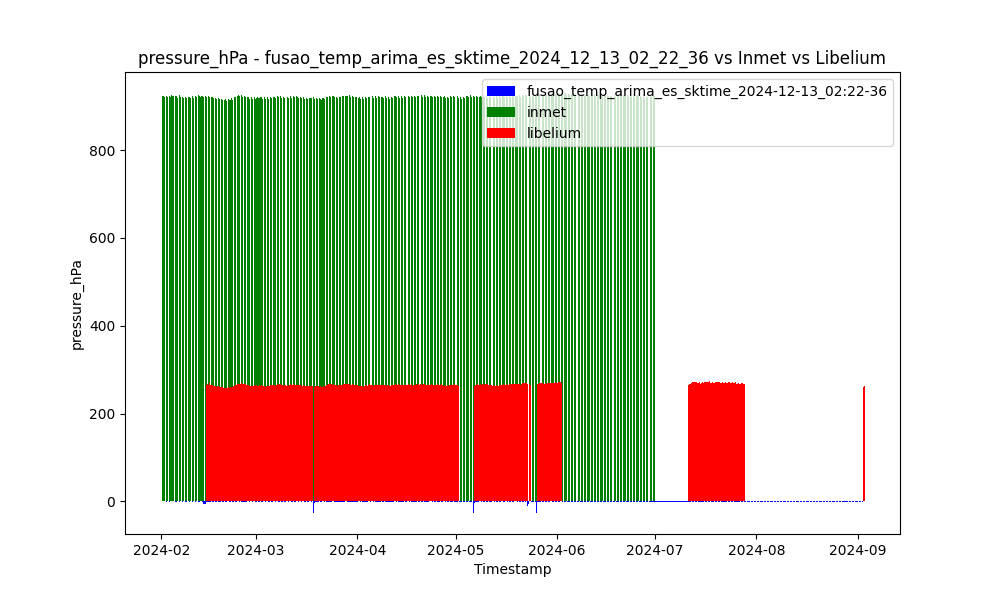 pressure_hPa - fusao_temp_arima_es_sktime_2024_12_13_02_22_36 vs Inmet vs Libelium
fusao_temp_arima_es_sktime_2024-12-13_02:22-36
inmet
libelium
800
600
400
200
0
pressure_hPa
2024-02 2024-03 2024-04 2024-05 2024-06 2024-07 2024-08 2024-09
Timestamp